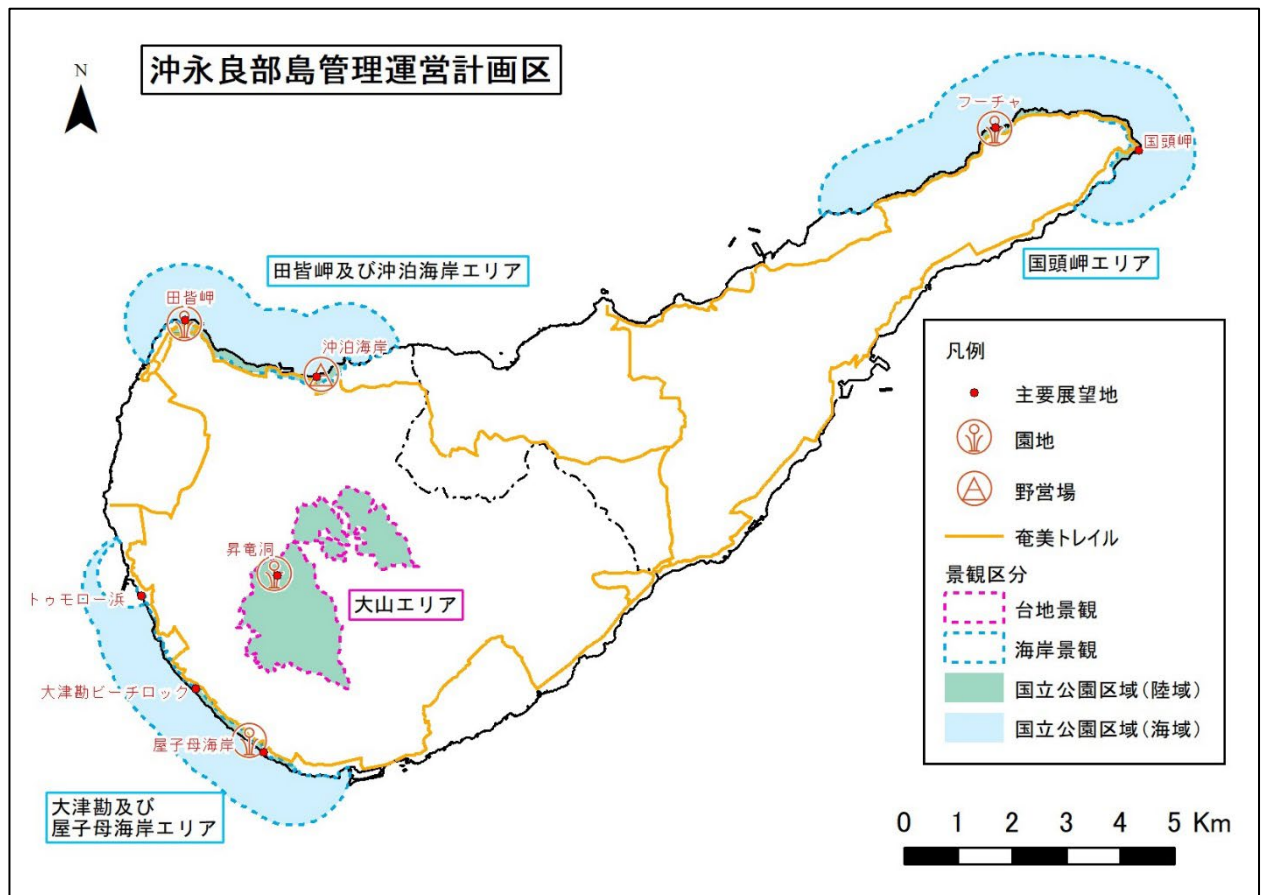 沖永良部島管理運営計画区
N
フーチャ
国頭岬
国頭岬エリア
田皆岬及び沖泊海岸エリア
田皆岬
沖泊海岸
昇竜洞
大山エリア
トゥモロー浜
大津勘ビーチロック
屋子母海岸
大津勘及び
屋子母海岸エリア
凡例
主要展望地
園地
野営場
奄美トレイル
景観区分
台地景観
海岸景観
国立公園区域(陸域)
国立公園区域(海域)
0 1 2 3 4 5 Km